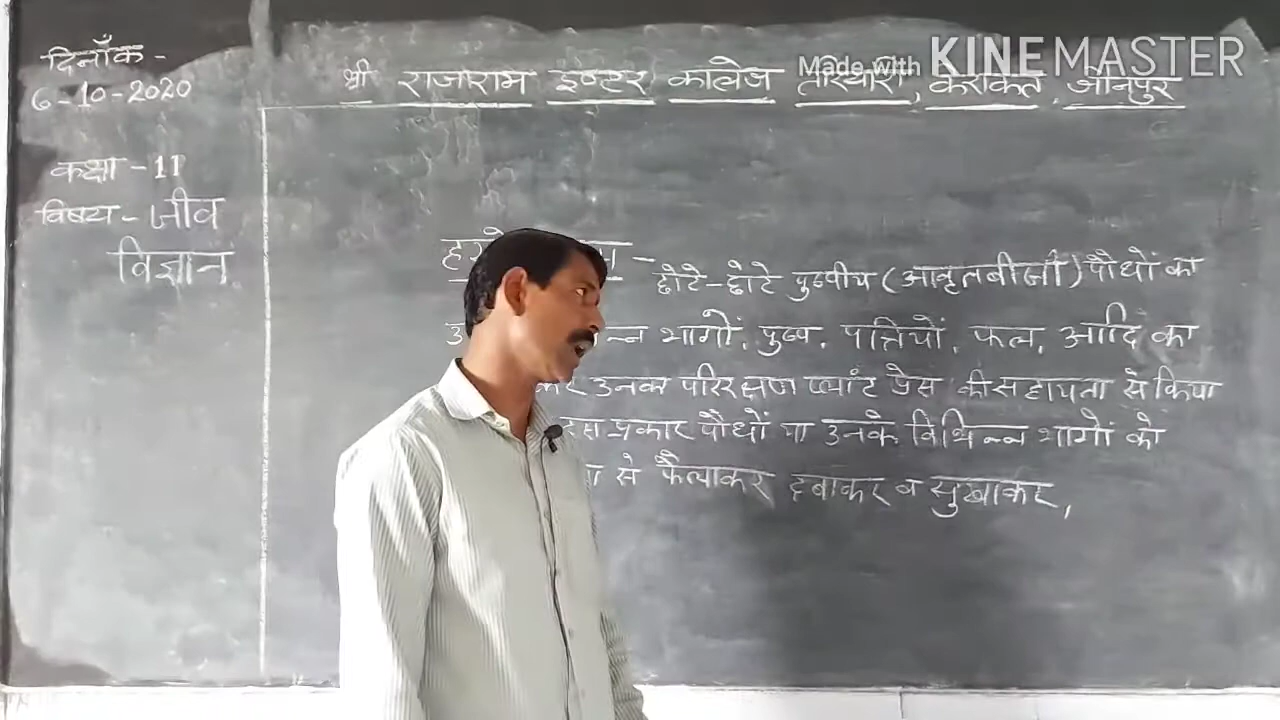 दिनाँक -
6-10-2020
कक्षा - 11
विषय - जीव
विज्ञान
Made with KINEMASTER
श्री राजाराम इण्टर कालेज तरियारी, केराकत, जौनपुर
छोटे-छोटे पुष्पीय (आवृतबीजी) पौधों का
भागों, पुष्प, पत्तियों, फल, आदि का
उनका परिरक्षण प्लांट प्रेस की सहायता से किया
प्रकार पौधों या उनके विभिन्न भागों को
से फैलाकर दबाकर व सुखाकर,